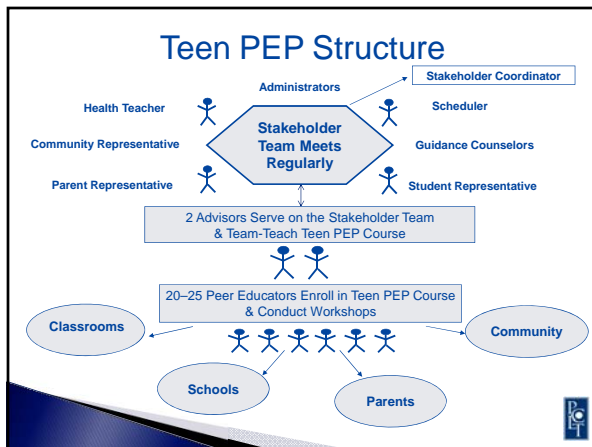 Teen PEP Structure
Administrators
Stakeholder Coordinator
Health Teacher
Scheduler
Stakeholder
Team Meets
Regularly
Community Representative
Guidance Counselors
Parent Representative
Student Representative
2 Advisors Serve on the Stakeholder Team
& Team-Teach Teen PEP Course
20–25 Peer Educators Enroll in Teen PEP Course
& Conduct Workshops
Classrooms
Community
Schools
Parents